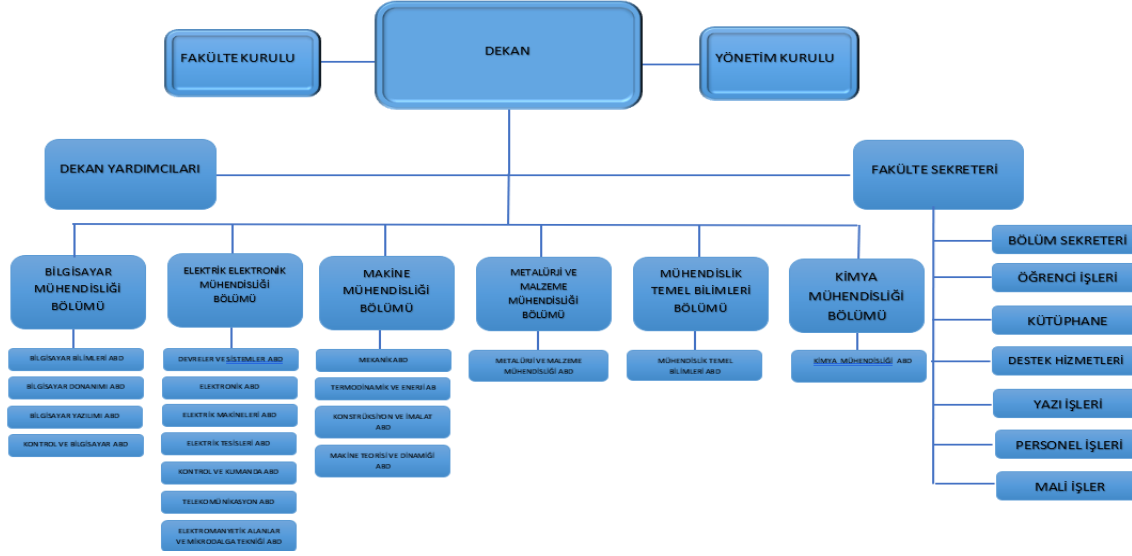 FAKÜLTE KURULU
DEKAN
YÖNETİM KURULU
DEKAN YARDIMCILARI
FAKÜLTE SEKRETERİ
BİLGİSAYAR
MÜHENDİSLİĞİ
BÖLÜMÜ
BİLGİSAYAR BİLİMLERİ ABD
BİLGİSAYAR DONANIMI ABD
BİLGİSAYAR YAZILIMI ABD
KONTROL VE BİLGİSAYAR ABD
ELEKTRİK ELEKTRONİK
MÜHENDİSLİĞİ
BÖLÜMÜ
DEVRELER VE SİSTEMLER ABD
ELEKTRONİK ABD
ELEKTRİK MAKİNELERİ ABD
ELEKTRİK TESİSLERİ ABD
KONTROL VE KUMANDA ABD
TELEKOMÜNİKASYON ABD
ELEKTROMANYETİK ALANLAR
VE MİKRODALGA TEKNİĞİ ABD
MAKİNE
MÜHENDİSLİĞİ
BÖLÜMÜ
MEKANİK ABD
TERMODİNAMİK VE ENERJİ AB
KONSTRÜKSİYON VE İMALAT
ABD
MAKİNE TEORİSİ VE DİNAMİĞİ
ABD
METALÜRJİ VE
MALZEME
MÜHENDİSLİĞİ
BÖLÜMÜ
METALÜRJİ VE MALZEME
MÜHENDİSLİĞİ ABD
MÜHENDİSLİK
TEMEL BİLİMLERİ
BÖLÜMÜ
MÜHENDİSLİK TEMEL
BİLİMLERİ ABD
KİMYA
MÜHENDİSLİĞİ
BÖLÜMÜ
KİMYA MÜHENDİSLİĞİ ABD
BÖLÜM SEKRETERİ
ÖĞRENCİ İŞLERİ
KÜTÜPHANE
DESTEK HİZMETLERİ
YAZI İŞLERİ
PERSONEL İŞLERİ
MALİ İŞLER